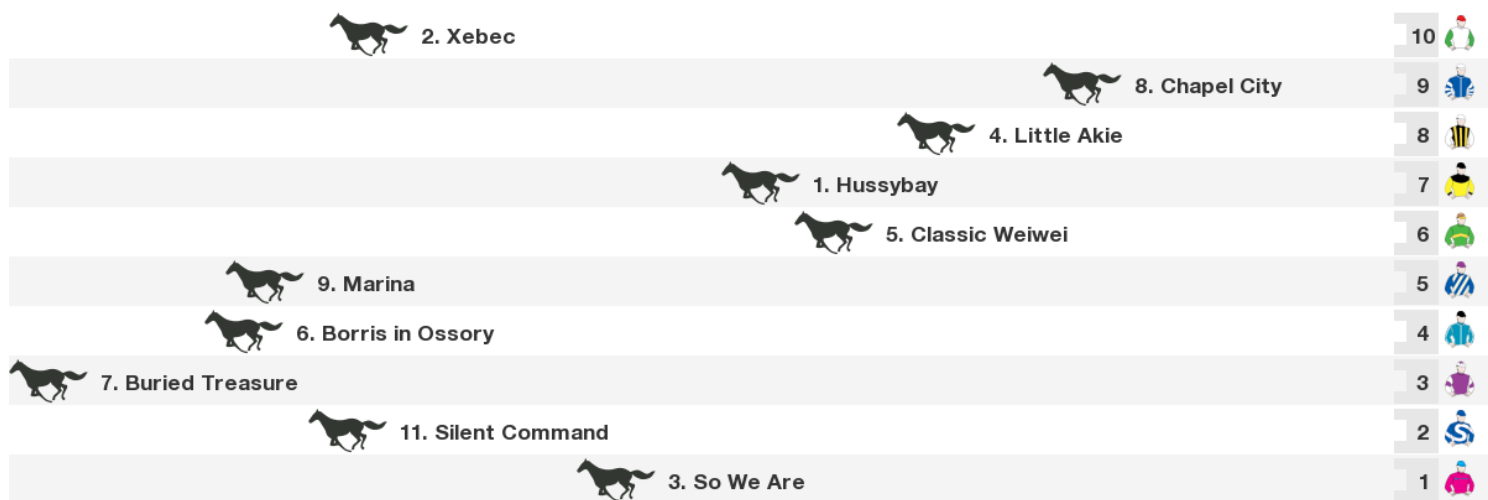 2. Xebec 10
8. Chapel City 9
4. Little Akie 8
1. Hussybay 7
5. Classic Weiwei 6
9. Marina 5
6. Borris in Ossory 4
7. Buried Treasure 3
11. Silent Command 2
3. So We Are 1